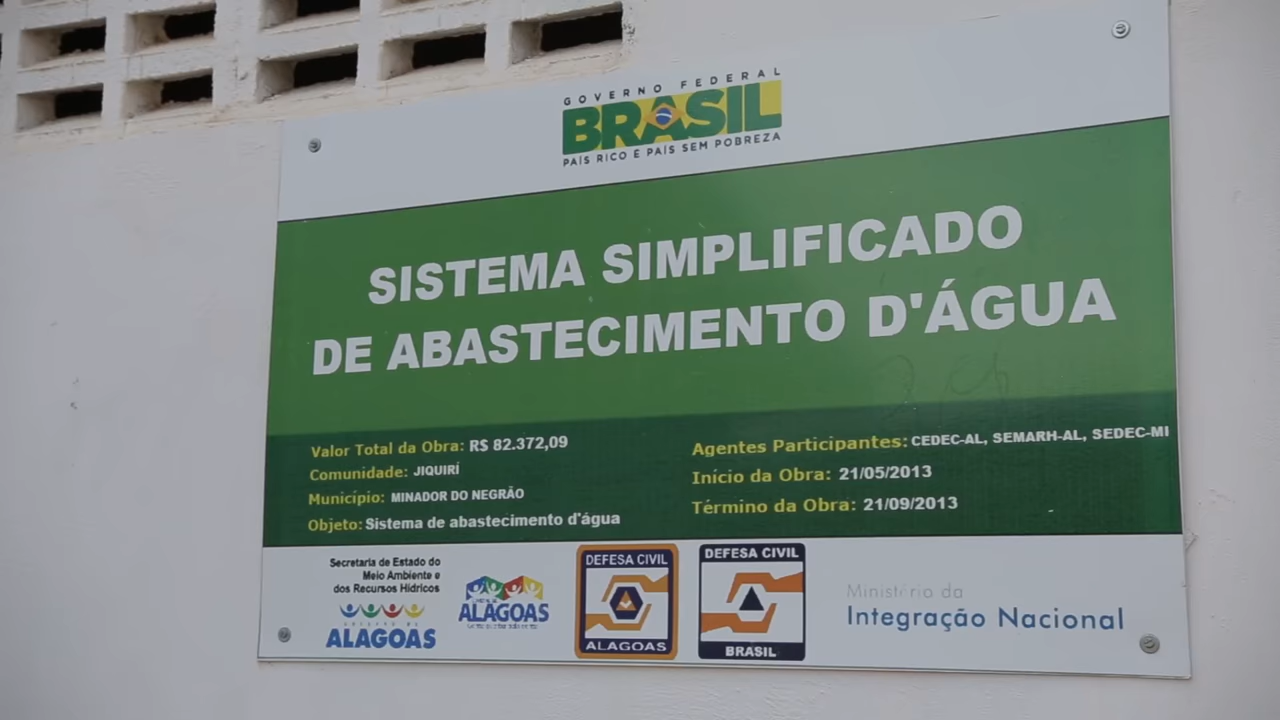 GOVERNO FEDERAL
BRASIL
PAÍS RICO É PAÍS SEM POBREZA
SISTEMA SIMPLIFICADO
DE ABASTECIMENTO D'ÁGUA
Valor Total da Obra: R$ 82.372,09
Comunidade: JIQUIRÍ
Município: MINADOR DO NEGRÃO
Objeto: Sistema de abastecimento d'água
Agentes Participantes: CEDEC-AL, SEMARH-AL, SEDEC-MI
Início da Obra: 21/05/2013
Término da Obra: 21/09/2013
Secretaria de Estado do
Meio Ambiente e
dos Recursos Hídricos
ALAGOAS
ALAGOAS
DEFESA CIVIL
ALAGOAS
DEFESA CIVIL
BRASIL
Ministério da
Integração Nacional